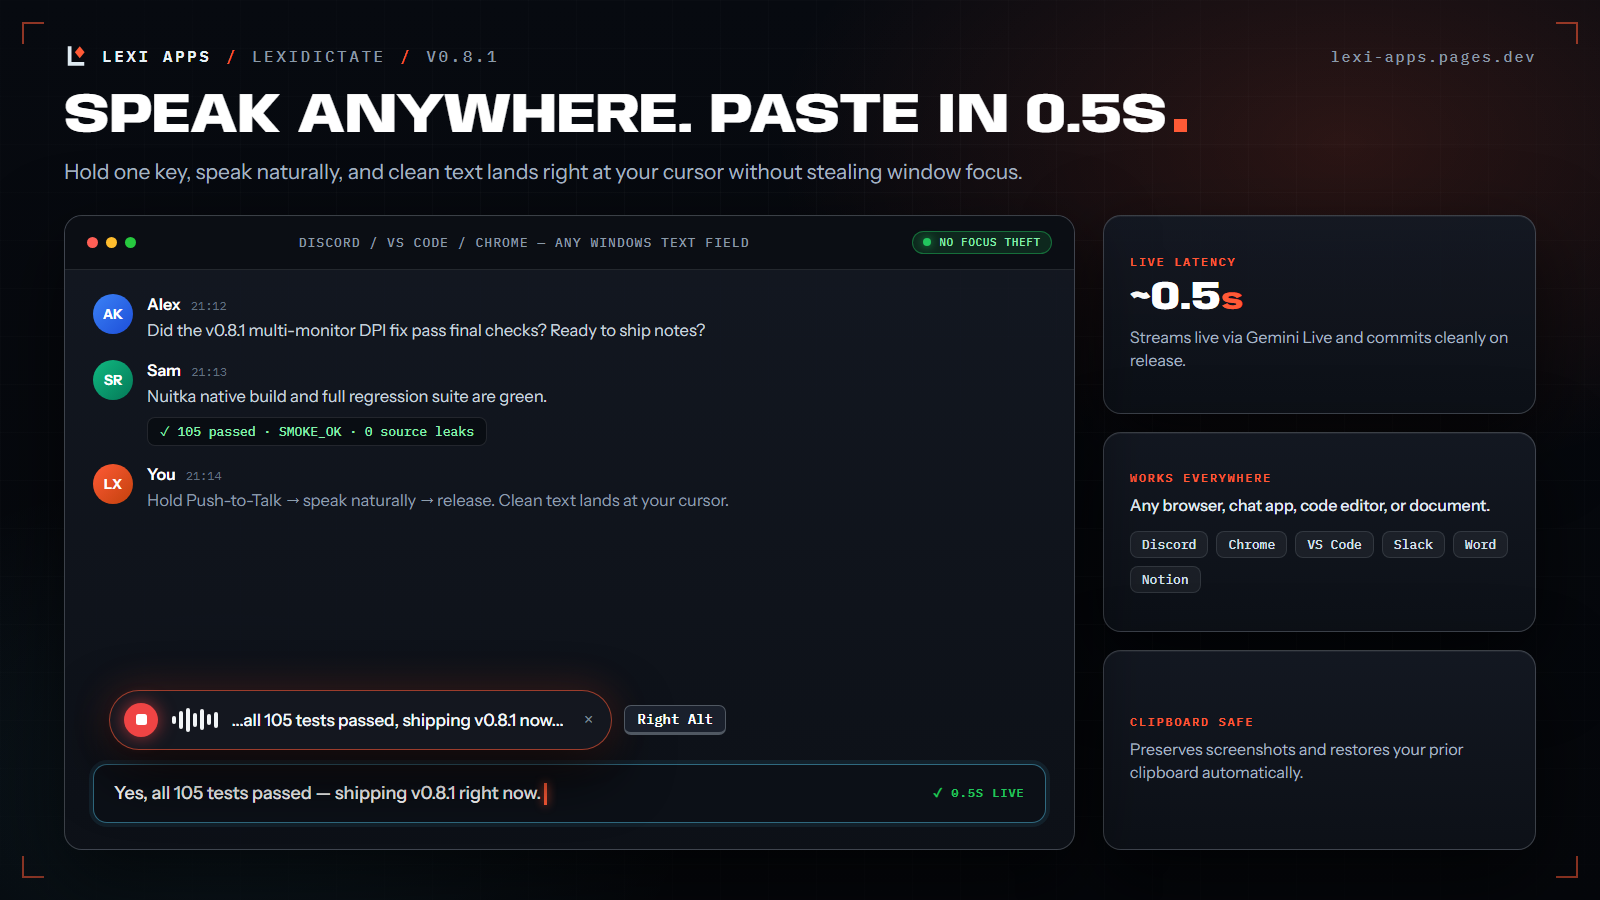 LEXI APPS / LEXIDICTATE / V0.8.1
lexi-apps.pages.dev
SPEAK ANYWHERE. PASTE IN 0.5S.
Hold one key, speak naturally, and clean text lands right at your cursor without stealing window focus.
DISCORD / VS CODE / CHROME — ANY WINDOWS TEXT FIELD
NO FOCUS THEFT
AK
Alex 21:12
Did the v0.8.1 multi-monitor DPI fix pass final checks? Ready to ship notes?
SR
Sam 21:13
Nuitka native build and full regression suite are green.
✓ 105 passed · SMOKE_OK · 0 source leaks
LX
You 21:14
Hold Push-to-Talk → speak naturally → release. Clean text lands at your cursor.
...all 105 tests passed, shipping v0.8.1 now... ×
Right Alt
Yes, all 105 tests passed — shipping v0.8.1 right now.
✓ 0.5S LIVE
LIVE LATENCY
~0.5s
Streams live via Gemini Live and commits cleanly on
release.
WORKS EVERYWHERE
Any browser, chat app, code editor, or document.
Discord Chrome VS Code Slack Word
Notion
CLIPBOARD SAFE
Preserves screenshots and restores your prior
clipboard automatically.